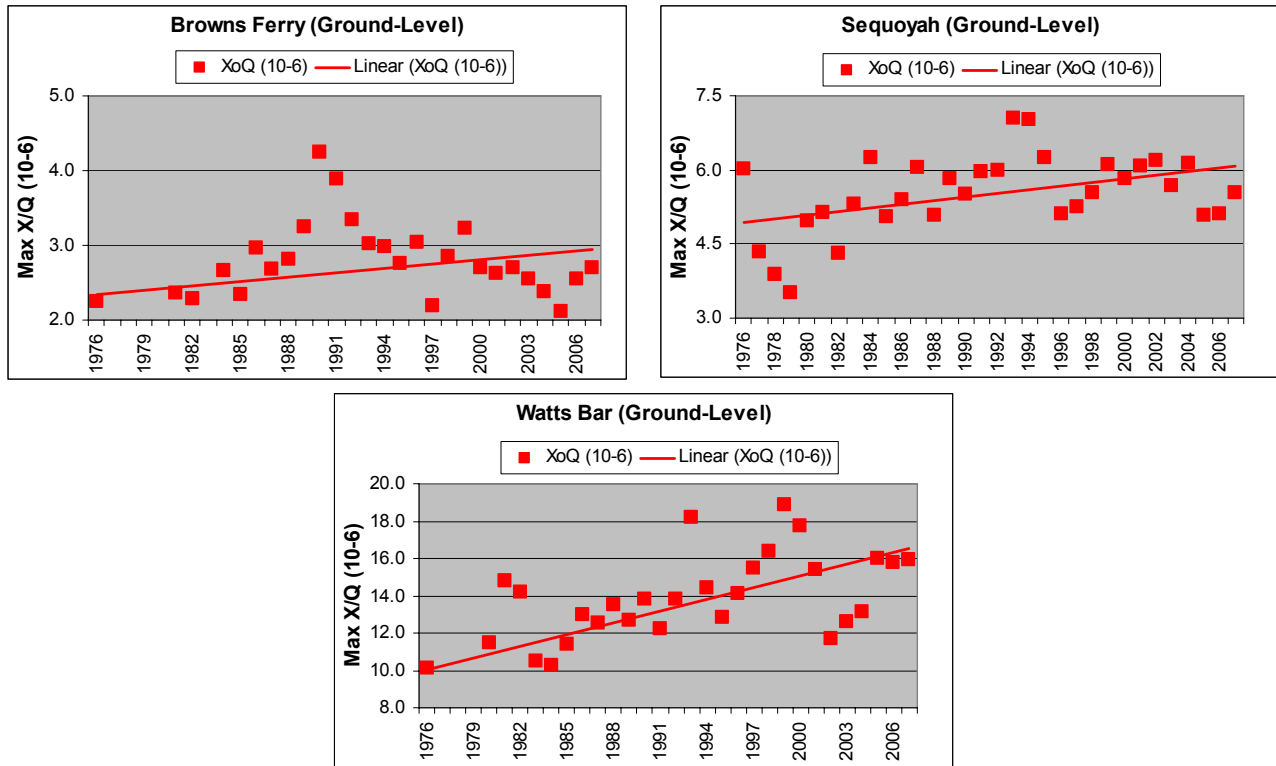 Browns Ferry (Ground-Level)
XoQ (10-6) Linear (XoQ (10-6))
Max X/Q (10-6)
5.0
4.0
3.0
2.0
1976 1979 1982 1985 1988 1991 1994 1997 2000 2003 2006
Sequoyah (Ground-Level)
XoQ (10-6) Linear (XoQ (10-6))
Max X/Q (10-6)
7.5
6.0
4.5
3.0
1976 1978 1980 1982 1984 1986 1988 1990 1992 1994 1996 1998 2000 2002 2004 2006
Watts Bar (Ground-Level)
XoQ (10-6) Linear (XoQ (10-6))
Max X/Q (10-6)
20.0
18.0
16.0
14.0
12.0
10.0
8.0
1976 1979 1982 1985 1988 1991 1994 1997 2000 2003 2006